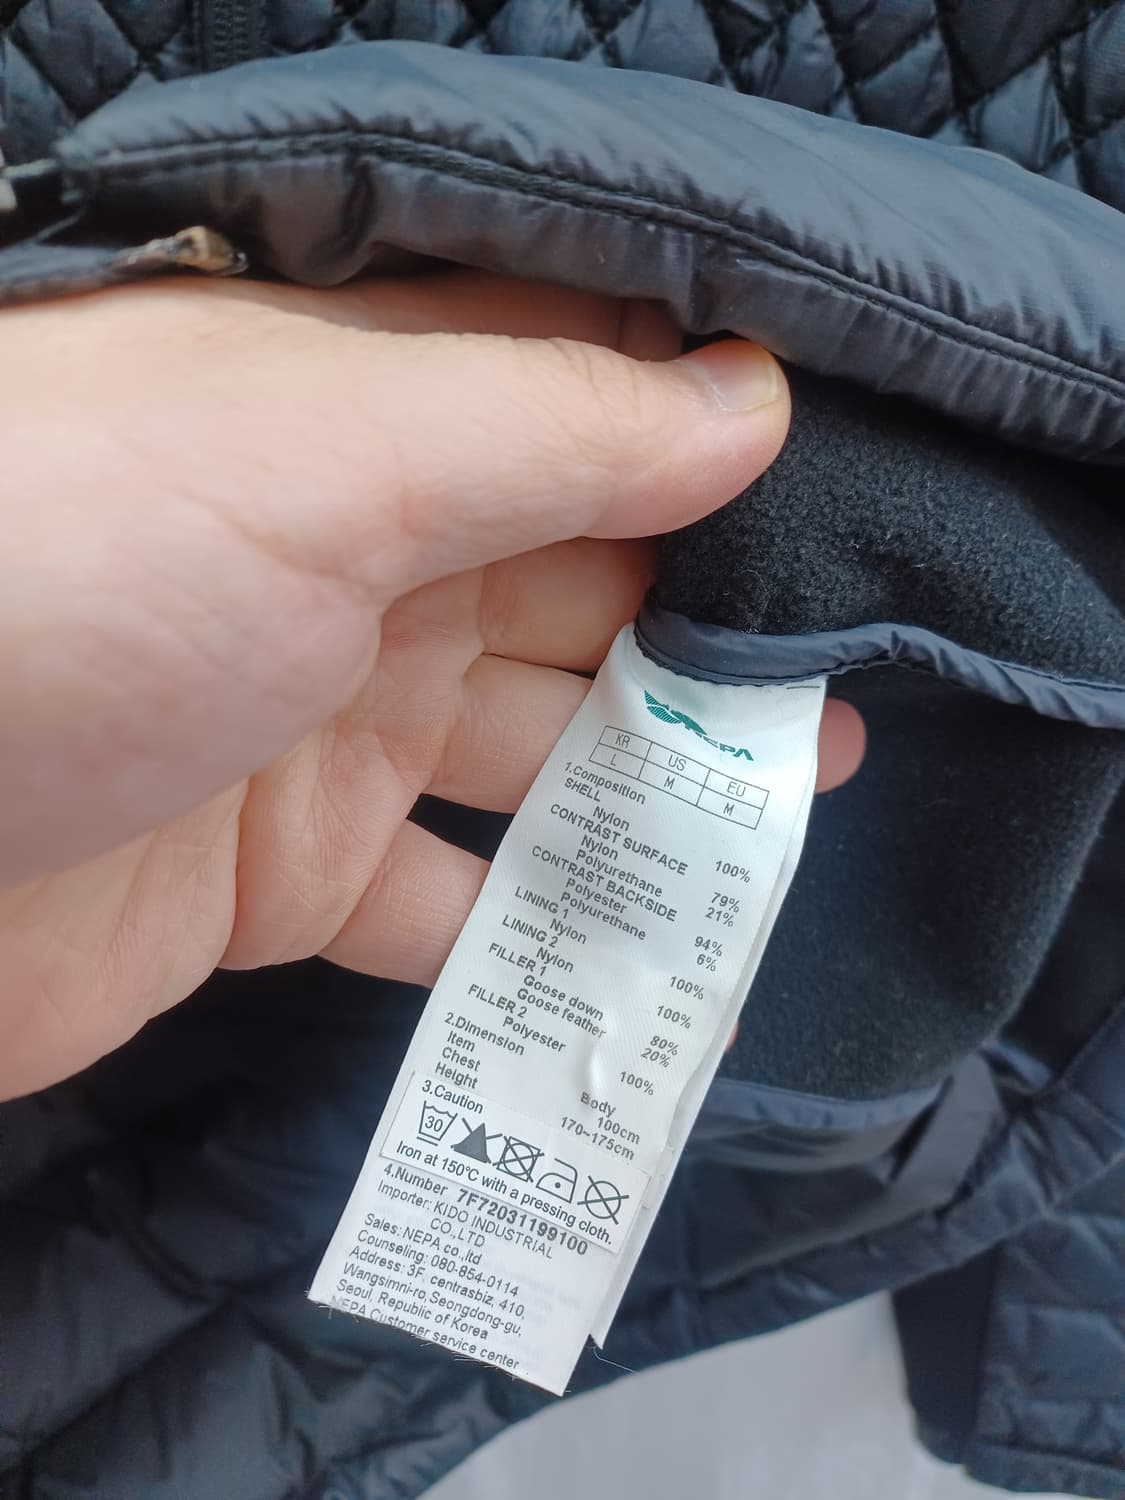 NEPA
KR US EU
L M M
1.Composition
SHELL
Nylon 100%
CONTRAST SURFACE
Nylon 79%
Polyurethane 21%
CONTRAST BACKSIDE
Polyester 94%
Polyurethane 6%
LINING 1
Nylon 100%
LINING 2
Nylon 100%
FILLER 1
Goose down 80%
Goose feather 20%
FILLER 2
Polyester 100%
2.Dimension
Item Body
Chest 100cm
Height 170~175cm
3.Caution
30
Iron at 150°C with a pressing cloth.
4.Number 7F72031199100
Importer: KIDO INDUSTRIAL
CO.,LTD
Sales: NEPA co.,ltd
Counseling: 080-854-0114
Address: 3F, centrasbiz, 410,
Wangsimni-ro,Seongdong-gu,
Seoul. Republic of Korea
NEPA Customer service center